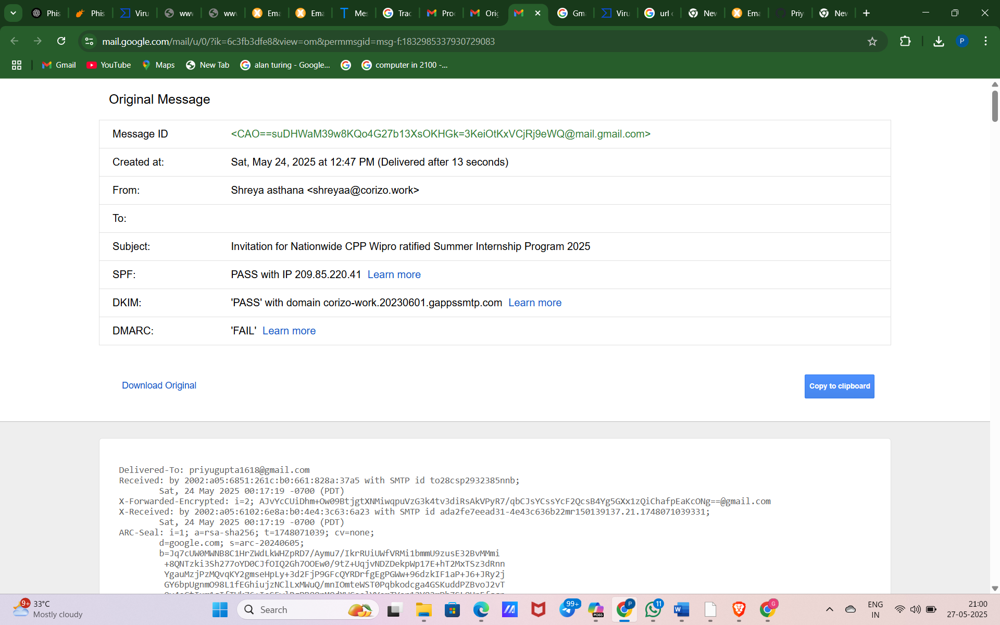 Phis
Phis
Viru
www
www
Ema
Ema
Mes
Trac
Proc
Orig
Gma
Viru
url c
New
Ema
Priy
New
mail.google.com/mail/u/0/?ik=6c3fb3dfe8&view=om&permmsgid=msg-f:1832985337930729083
P
Gmail
YouTube
Maps
New Tab
alan turing - Google...
computer in 2100 -...
Original Message
Message ID <CAO==suDHWaM39w8KQo4G27b13XsOKHGk=3KeiOtKxVCjRj9eWQ@mail.gmail.com>
Created at: Sat, May 24, 2025 at 12:47 PM (Delivered after 13 seconds)
From: Shreya asthana <shreyaa@corizo.work>
To:
Subject: Invitation for Nationwide CPP Wipro ratified Summer Internship Program 2025
SPF: PASS with IP 209.85.220.41 Learn more
DKIM: 'PASS' with domain corizo-work.20230601.gappssmtp.com Learn more
DMARC: 'FAIL' Learn more
Download Original
Copy to clipboard
Delivered-To: priyugupta1618@gmail.com
Received: by 2002:a05:6851:261c:b0:661:828a:37a5 with SMTP id to28csp2932385nnb;
Sat, 24 May 2025 00:17:19 -0700 (PDT)
X-Forwarded-Encrypted: i=2; AJvYcCUiDhm+Ow09BtjgtXNMiwqpuVzG3k4tv3diRsAkVPyR7/qbCJsYCssYcF2QcsB4Yg5GXx1zQiChafpEaKcONg==@gmail.com
X-Received: by 2002:a05:6102:6e8a:b0:4e4:3c63:6a23 with SMTP id ada2fe7eead31-4e43c636b22mr150139137.21.1748071039331;
Sat, 24 May 2025 00:17:19 -0700 (PDT)
ARC-Seal: i=1; a=rsa-sha256; t=1748071039; cv=none;
d=google.com; s=arc-20240605;
b=Jq7cUW0MWNB8C1HrZWdLkWHZpRD7/Aymu7/IkrRUiUWfVRMi1bmmU9zusE32BvMMmi
+8QNTzki3Sh277oYD0CJfOIQ2Gh7OOEw0/9tZ+UqjvNDZDekpWp17E+hT2MxTSz3dRnn
YgauMzjPzMQvqKY2gmseHpLy+3d2FjP9GFcQYRDrfgEgPGWw+96dzkIF1aP+J6+JRy2j
GY6bpUgnmO98L1fEGhiujzNClLxMWuQ/mnIOmteWST0Pqbkodcga4GSKuddPZBvoJ2vT
9+
33°C
Mostly cloudy
Search
99+
M365
P
11
W
G
ENG
IN
21:00
27-05-2025